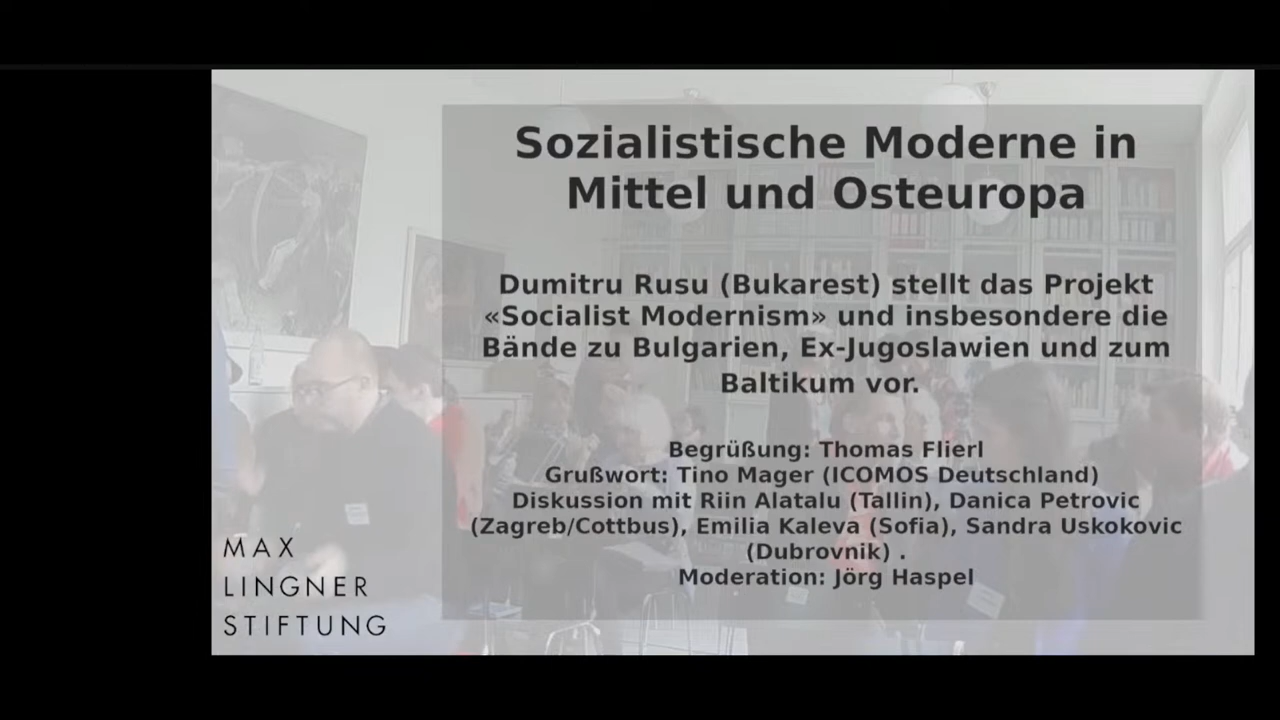 Sozialistische Moderne in
Mittel und Osteuropa
Dumitru Rusu (Bukarest) stellt das Projekt
«Socialist Modernism» und insbesondere die
Bände zu Bulgarien, Ex-Jugoslawien und zum
Baltikum vor.
Begrüßung: Thomas Flierl
Grußwort: Tino Mager (ICOMOS Deutschland)
Diskussion mit Riin Alatalu (Tallin), Danica Petrovic
(Zagreb/Cottbus), Emilia Kaleva (Sofia), Sandra Uskokovic
(Dubrovnik) .
Moderation: Jörg Haspel
MAX
LINGNER
STIFTUNG